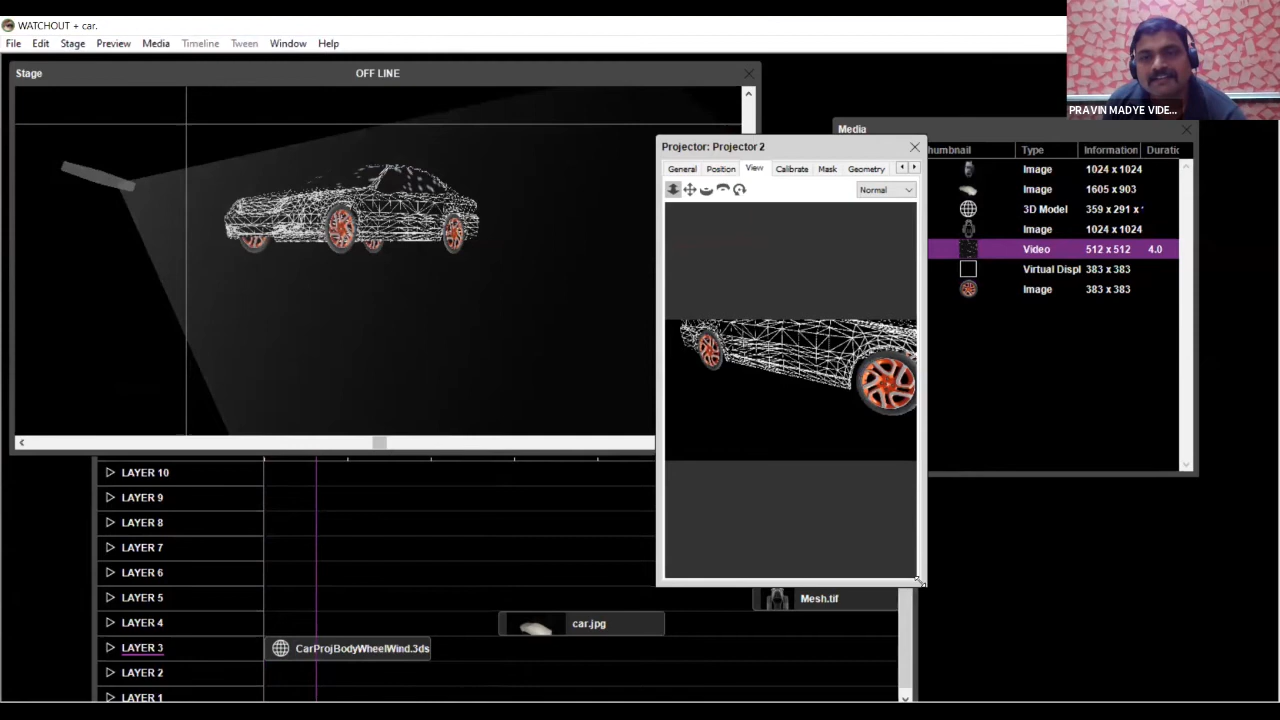 WATCHOUT + car.
File Edit Stage Preview Media Timeline Tween Window Help
PRAVIN MADYE VIDE...
Stage OFF LINE
Media
Projector: Projector 2
General Position View Calibrate Mask Geometry
Normal
humbnail Type Information Duratic
Image 1024 x 1024
Image 1605 x 903
3D Model 359 x 291 x
Image 1024 x 1024
Video 512 x 512 4.0
Virtual Displ 383 x 383
Image 383 x 383
LAYER 10
LAYER 9
LAYER 8
LAYER 7
LAYER 6
LAYER 5 Mesh.tif
LAYER 4 car.jpg
LAYER 3 CarProjBodyWheelWind.3ds
LAYER 2
LAYER 1